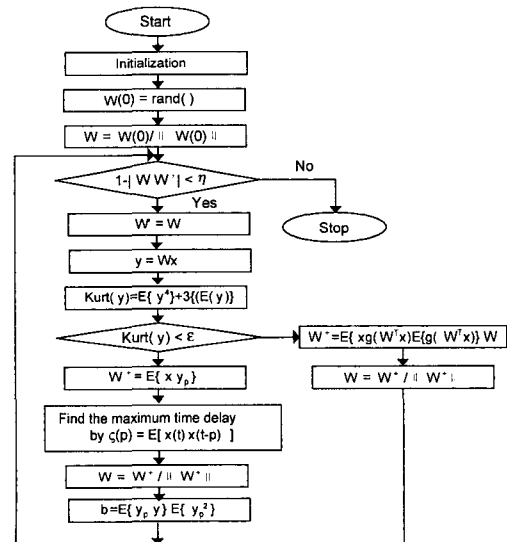 Start
Initialization
W(0) = rand( )
W = W(0)/ || W(0) ||
1-| W W ' | < η
No
Yes
Stop
W' = W
y = Wx
Kurt( y)=E{ y⁴}+3{(E(y)}
Kurt( y) < ε
W⁺=E{ xg(Wᵀx)E{g( Wᵀx)} W
W⁺= E{ x yₚ}
W = W⁺ / || W⁺ ||
Find the maximum time delay
by ς(p) = E[ x(t) x(t-p) ]
W = W⁺ / || W⁺ ||
b=E{ yₚ y} E{ yₚ²}